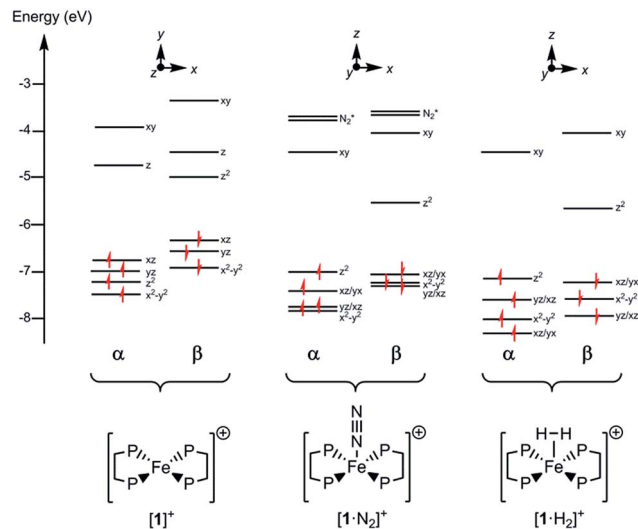 Energy (eV)
y
z
x
z
y
x
z
y
x
-3
-4
-5
-6
-7
-8
xy
z
xz
yz
z²
x²-y²
xy
z
z²
xz
yz
x²-y²
N₂*
xy
z²
xz/yx
yz/xz
x²-y²
N₂*
xy
z²
xz/yx
x²-y²
yz/xz
xy
z²
yz/xz
x²-y²
xz/yx
xy
z²
xz/yx
x²-y²
yz/xz
α β α β α β
P P
Fe
P P
⊕
[1]⁺
N
N
P P
Fe
P P
⊕
[1·N₂]⁺
H-H
P P
Fe
P P
⊕
[1·H₂]⁺